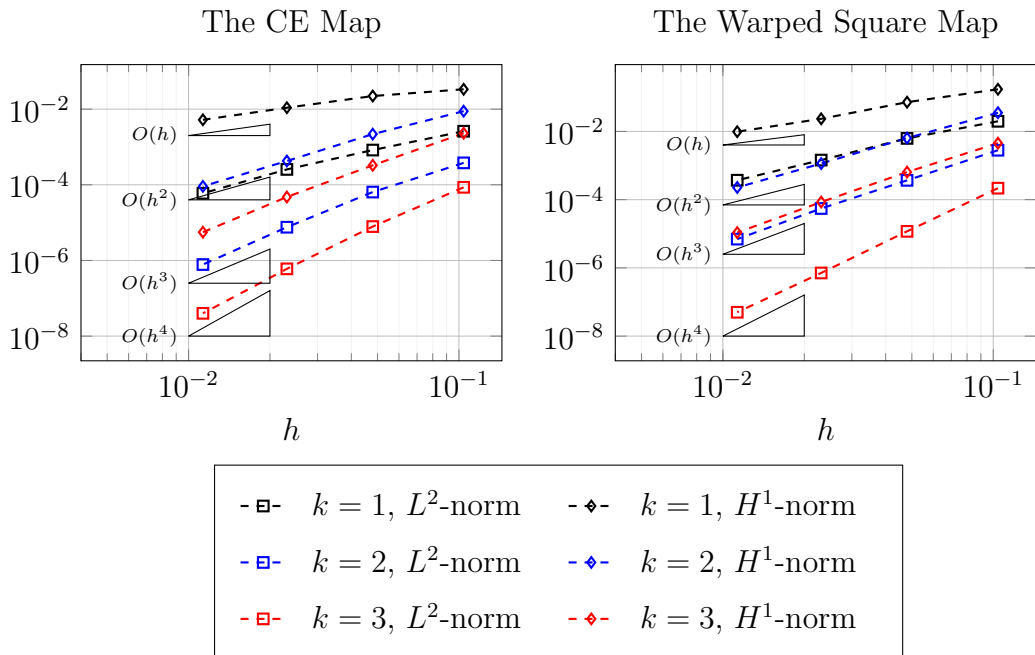 The CE Map
The Warped Square Map
10^{-2}
10^{-4}
10^{-6}
10^{-8}
O(h)
O(h^2)
O(h^3)
O(h^4)
10^{-2}
10^{-1}
h
10^{-2}
10^{-4}
10^{-6}
10^{-8}
O(h)
O(h^2)
O(h^3)
O(h^4)
10^{-2}
10^{-1}
h
k = 1, L^2-norm
k = 1, H^1-norm
k = 2, L^2-norm
k = 2, H^1-norm
k = 3, L^2-norm
k = 3, H^1-norm